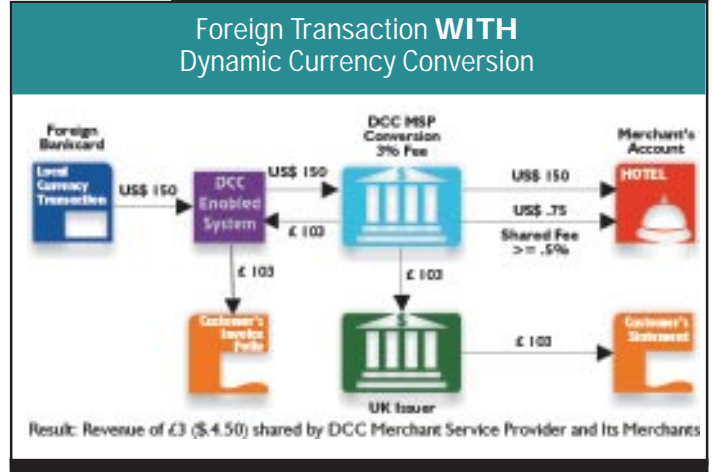 Foreign Transaction WITH
Dynamic Currency Conversion
Foreign
Bankcard
Local
Currency
Transaction
US$ 150
DCC
Enabled
System
US$ 150
£ 103
DCC MSP
Conversion
3% Fee
US$ 150
US$ .75
Shared Fee
>= .5%
Merchant's
Account
HOTEL
£ 103
Customer's
Invoice
Folio
£ 103
UK Issuer
£ 103
Customer's
Statement
Result: Revenue of £3 ($.4.50) shared by DCC Merchant Service Provider and Its Merchants